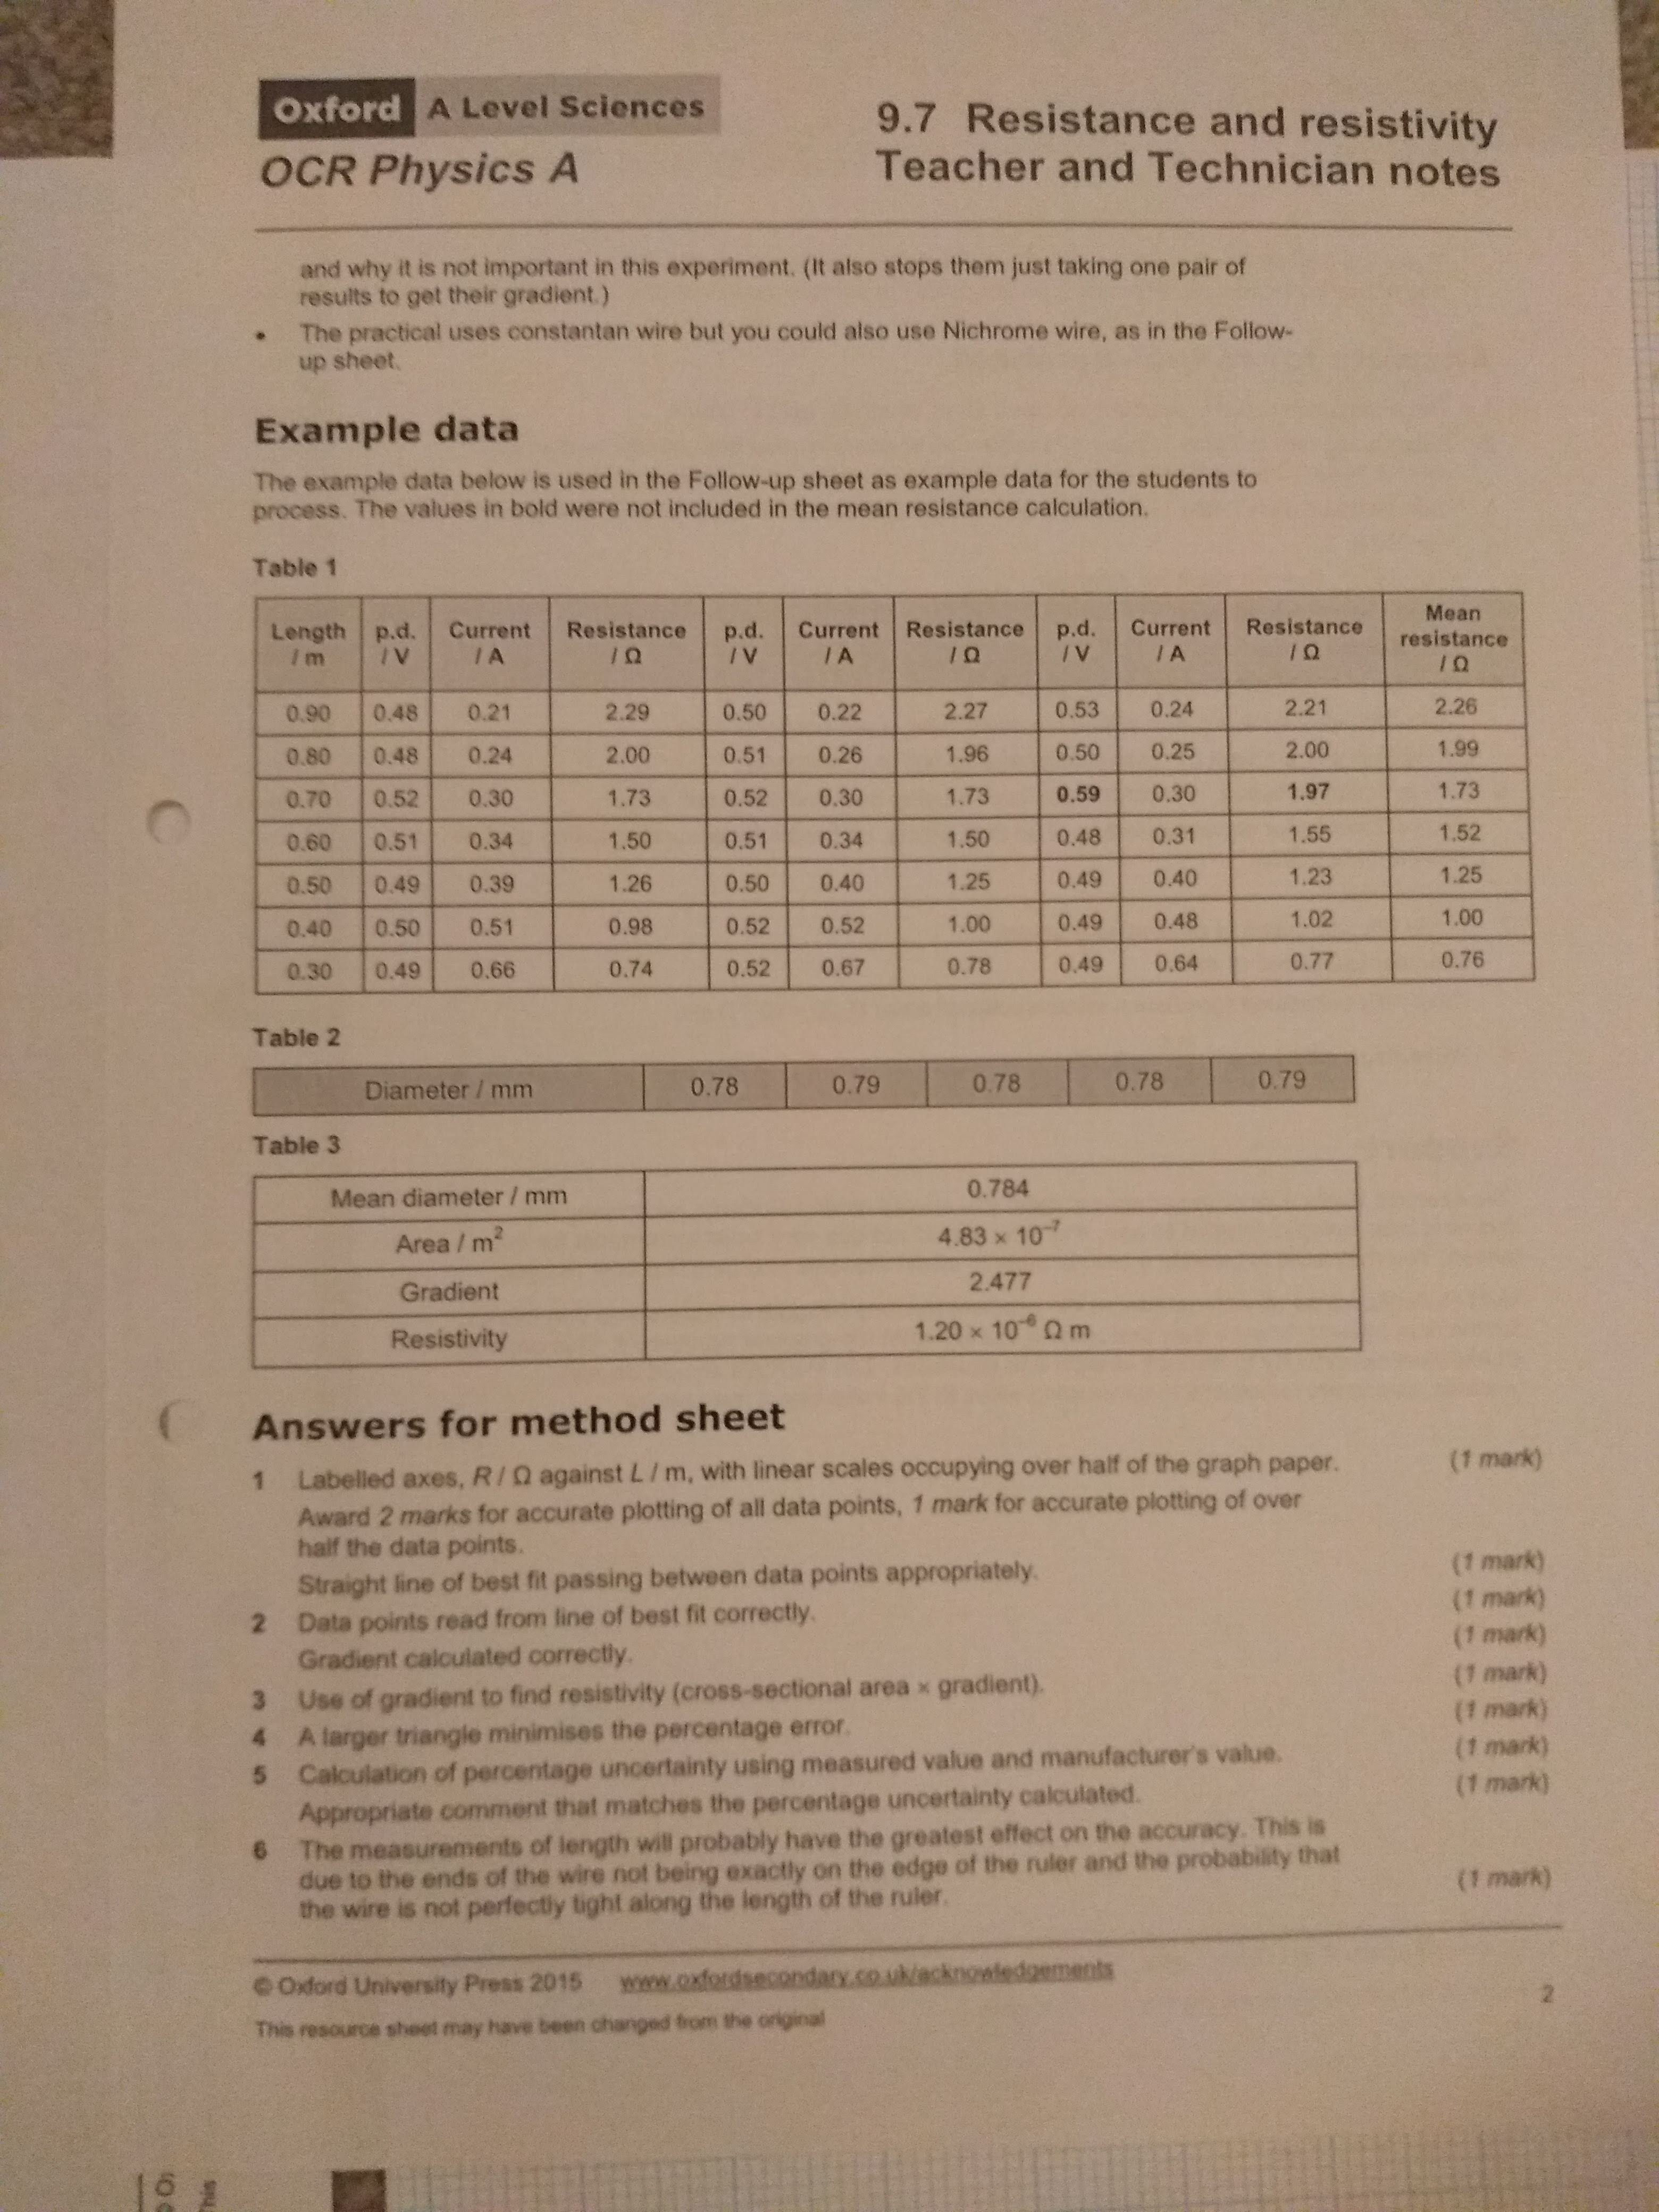 Oxford A Level Sciences
OCR Physics A
9.7 Resistance and resistivity
Teacher and Technician notes
and why it is not important in this experiment. (It also stops them just taking one pair of
results to get their gradient.)
• The practical uses constantan wire but you could also use Nichrome wire, as in the Follow-
up sheet.
Example data
The example data below is used in the Follow-up sheet as example data for the students to
process. The values in bold were not included in the mean resistance calculation.
Table 1
Length / m p.d. / V Current / A Resistance / Ω p.d. / V Current / A Resistance / Ω p.d. / V Current / A Resistance / Ω Mean resistance / Ω
0.90 0.48 0.21 2.29 0.50 0.22 2.27 0.53 0.24 2.21 2.26
0.80 0.48 0.24 2.00 0.51 0.26 1.96 0.50 0.25 2.00 1.99
0.70 0.52 0.30 1.73 0.52 0.30 1.73 0.59 0.30 1.97 1.73
0.60 0.51 0.34 1.50 0.51 0.34 1.50 0.48 0.31 1.55 1.52
0.50 0.49 0.39 1.26 0.50 0.40 1.25 0.49 0.40 1.23 1.25
0.40 0.50 0.51 0.98 0.52 0.52 1.00 0.49 0.48 1.02 1.00
0.30 0.49 0.66 0.74 0.52 0.67 0.78 0.49 0.64 0.77 0.76
Table 2
Diameter / mm 0.78 0.79 0.78 0.78 0.79
Table 3
Mean diameter / mm 0.784
Area / m² 4.83 × 10⁻⁷
Gradient 2.477
Resistivity 1.20 × 10⁻⁶ Ω m
Answers for method sheet
1 Labelled axes, R / Ω against L / m, with linear scales occupying over half of the graph paper. (1 mark)
Award 2 marks for accurate plotting of all data points, 1 mark for accurate plotting of over
half the data points.
Straight line of best fit passing between data points appropriately. (1 mark)
2 Data points read from line of best fit correctly. (1 mark)
Gradient calculated correctly. (1 mark)
3 Use of gradient to find resistivity (cross-sectional area × gradient). (1 mark)
4 A larger triangle minimises the percentage error. (1 mark)
5 Calculation of percentage uncertainty using measured value and manufacturer's value. (1 mark)
Appropriate comment that matches the percentage uncertainty calculated. (1 mark)
6 The measurements of length will probably have the greatest effect on the accuracy. This is
due to the ends of the wire not being exactly on the edge of the ruler and the probability that
the wire is not perfectly tight along the length of the ruler. (1 mark)
© Oxford University Press 2015 www.oxfordsecondary.co.uk/acknowledgements
This resource sheet may have been changed from the original
2